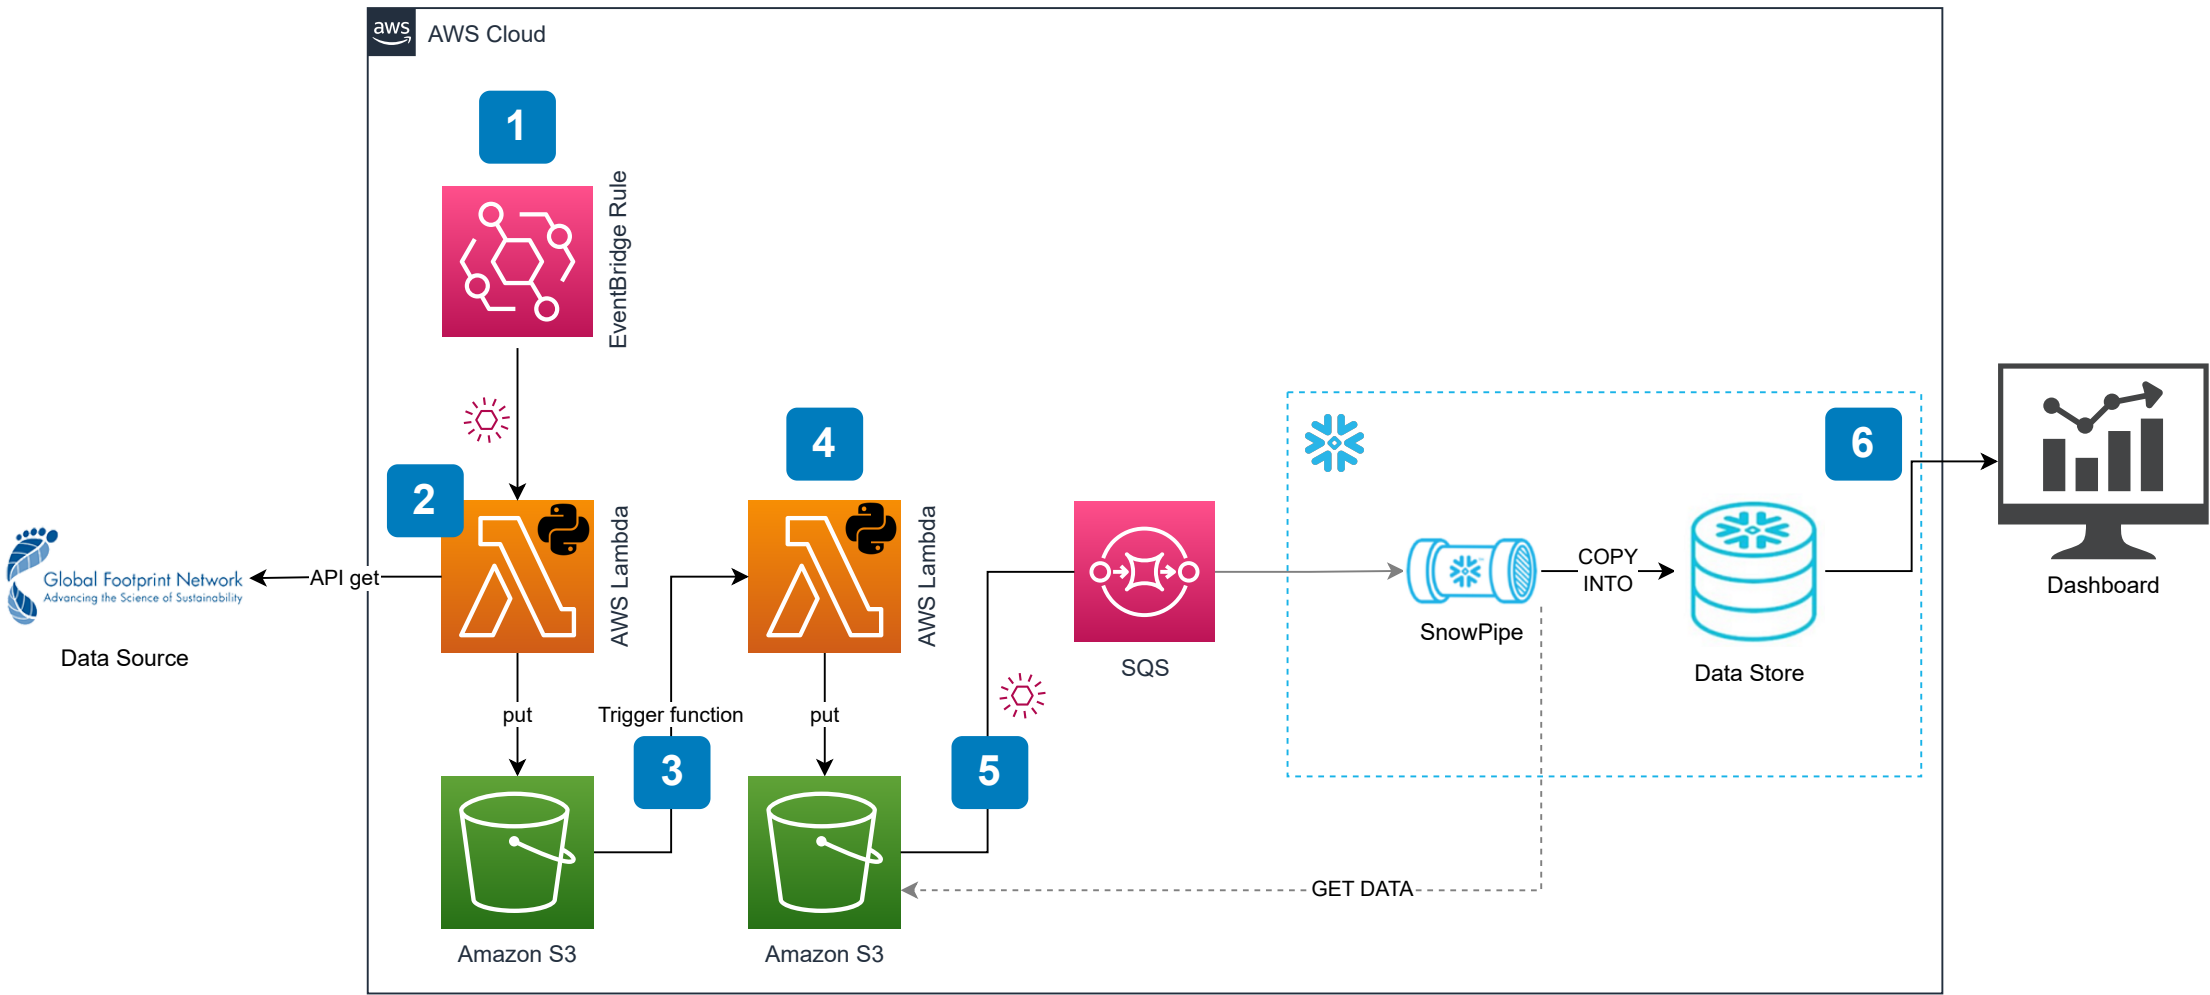 aws
AWS Cloud
1
EventBridge Rule
2
4
6
AWS Lambda
AWS Lambda
Global Footprint Network
Advancing the Science of Sustainability
API get
Data Source
COPY
INTO
SnowPipe
SQS
Data Store
Dashboard
put
Trigger function
put
3
5
GET DATA
Amazon S3
Amazon S3